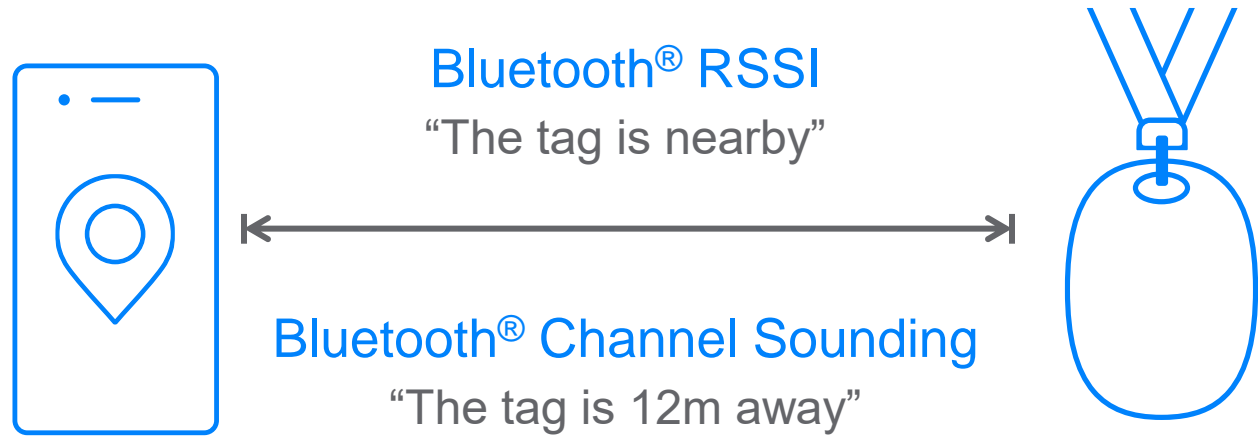 Bluetooth® RSSI
“The tag is nearby”
Bluetooth® Channel Sounding
“The tag is 12m away”